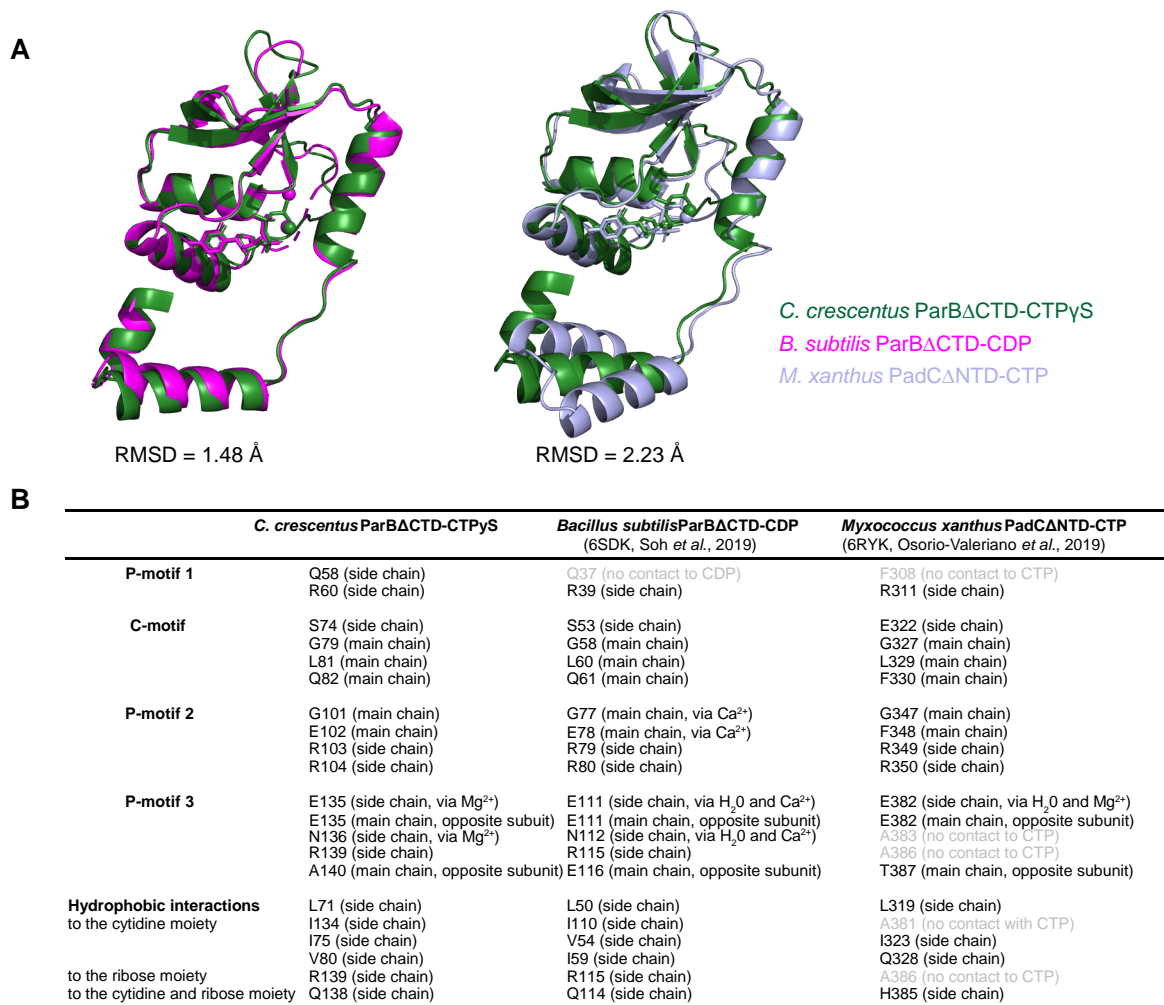 A
C. crescentus ParBΔCTD-CTPγS
B. subtilis ParBΔCTD-CDP
M. xanthus PadCΔNTD-CTP
RMSD = 1.48 Å RMSD = 2.23 Å
B
C. crescentus ParBΔCTD-CTPγS Bacillus subtilisParBΔCTD-CDP Myxococcus xanthus PadCΔNTD-CTP
(6SDK, Soh et al., 2019) (6RYK, Osorio-Valeriano et al., 2019)
P-motif 1 Q58 (side chain) Q37 (no contact to CDP) F308 (no contact to CTP)
R60 (side chain) R39 (side chain) R311 (side chain)
C-motif S74 (side chain) S53 (side chain) E322 (side chain)
G79 (main chain) G58 (main chain) G327 (main chain)
L81 (main chain) L60 (main chain) L329 (main chain)
Q82 (main chain) Q61 (main chain) F330 (main chain)
P-motif 2 G101 (main chain) G77 (main chain, via Ca²⁺) G347 (main chain)
E102 (main chain) E78 (main chain, via Ca²⁺) F348 (main chain)
R103 (side chain) R79 (side chain) R349 (side chain)
R104 (side chain) R80 (side chain) R350 (side chain)
P-motif 3 E135 (side chain, via Mg²⁺) E111 (side chain, via H₂0 and Ca²⁺) E382 (side chain, via H₂0 and Mg²⁺)
E135 (main chain, opposite subuit) E111 (main chain, opposite subunit) E382 (main chain, opposite subunit)
N136 (side chain, via Mg²⁺) N112 (side chain, via H₂0 and Ca²⁺) A383 (no contact to CTP)
R139 (side chain) R115 (side chain) A386 (no contact to CTP)
A140 (main chain, opposite subunit) E116 (main chain, opposite subunit) T387 (main chain, opposite subunit)
Hydrophobic interactions L71 (side chain) L50 (side chain) L319 (side chain)
to the cytidine moiety I134 (side chain) I110 (side chain) A381 (no contact with CTP)
I75 (side chain) V54 (side chain) I323 (side chain)
V80 (side chain) I59 (side chain) Q328 (side chain)
to the ribose moiety R139 (side chain) R115 (side chain) A386 (no contact to CTP)
to the cytidine and ribose moiety Q138 (side chain) Q114 (side chain) H385 (side chain)